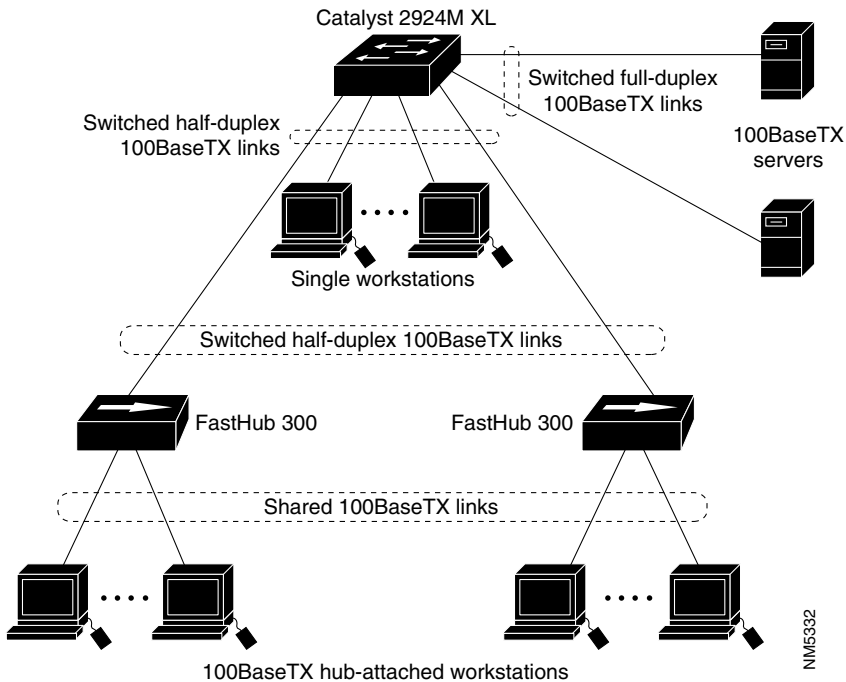 Catalyst 2924M XL
Switched full-duplex
100BaseTX links
Switched half-duplex
100BaseTX links
100BaseTX
servers
Single workstations
Switched half-duplex 100BaseTX links
FastHub 300
FastHub 300
Shared 100BaseTX links
100BaseTX hub-attached workstations
NM5332